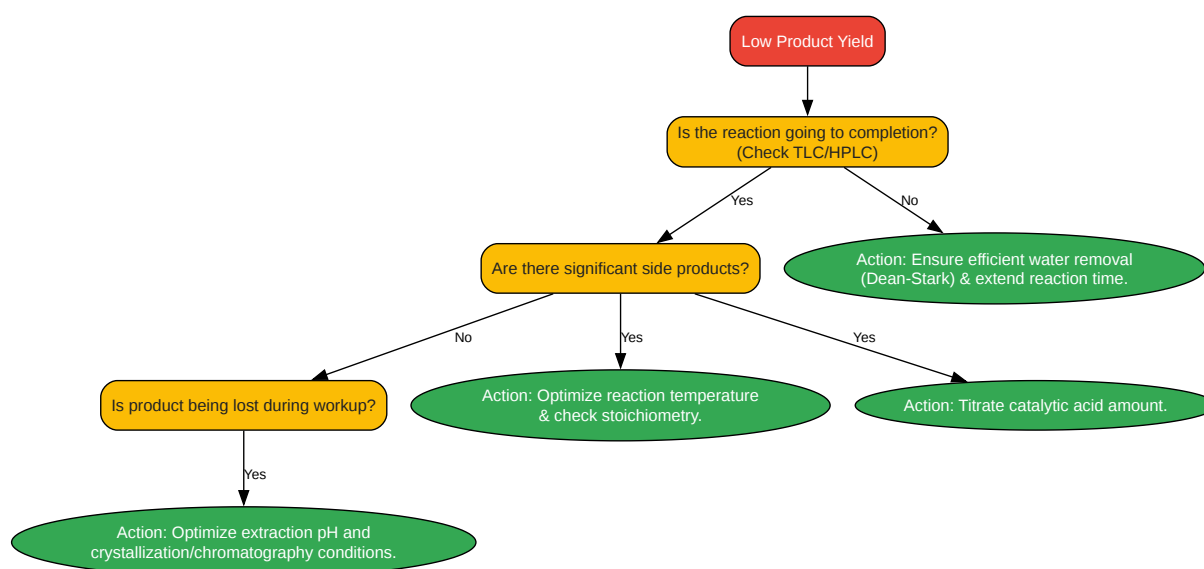 Low Product Yield
Is the reaction going to completion?
(Check TLC/HPLC)
Yes
No
Action: Ensure efficient water removal
(Dean-Stark) & extend reaction time.
Are there significant side products?
No
Yes
Yes
Is product being lost during workup?
Action: Optimize reaction temperature
& check stoichiometry.
Action: Titrate catalytic acid amount.
Yes
Action: Optimize extraction pH and
crystallization/chromatography conditions.